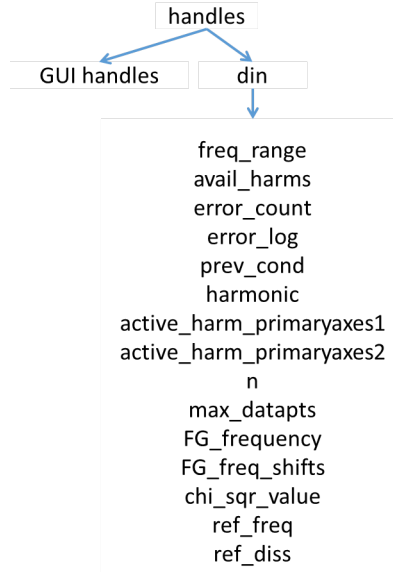 handles
GUI handles
din
freq_range
avail_harms
error_count
error_log
prev_cond
harmonic
active_harm_primaryaxes1
active_harm_primaryaxes2
n
max_datapts
FG_frequency
FG_freq_shifts
chi_sqr_value
ref_freq
ref_diss